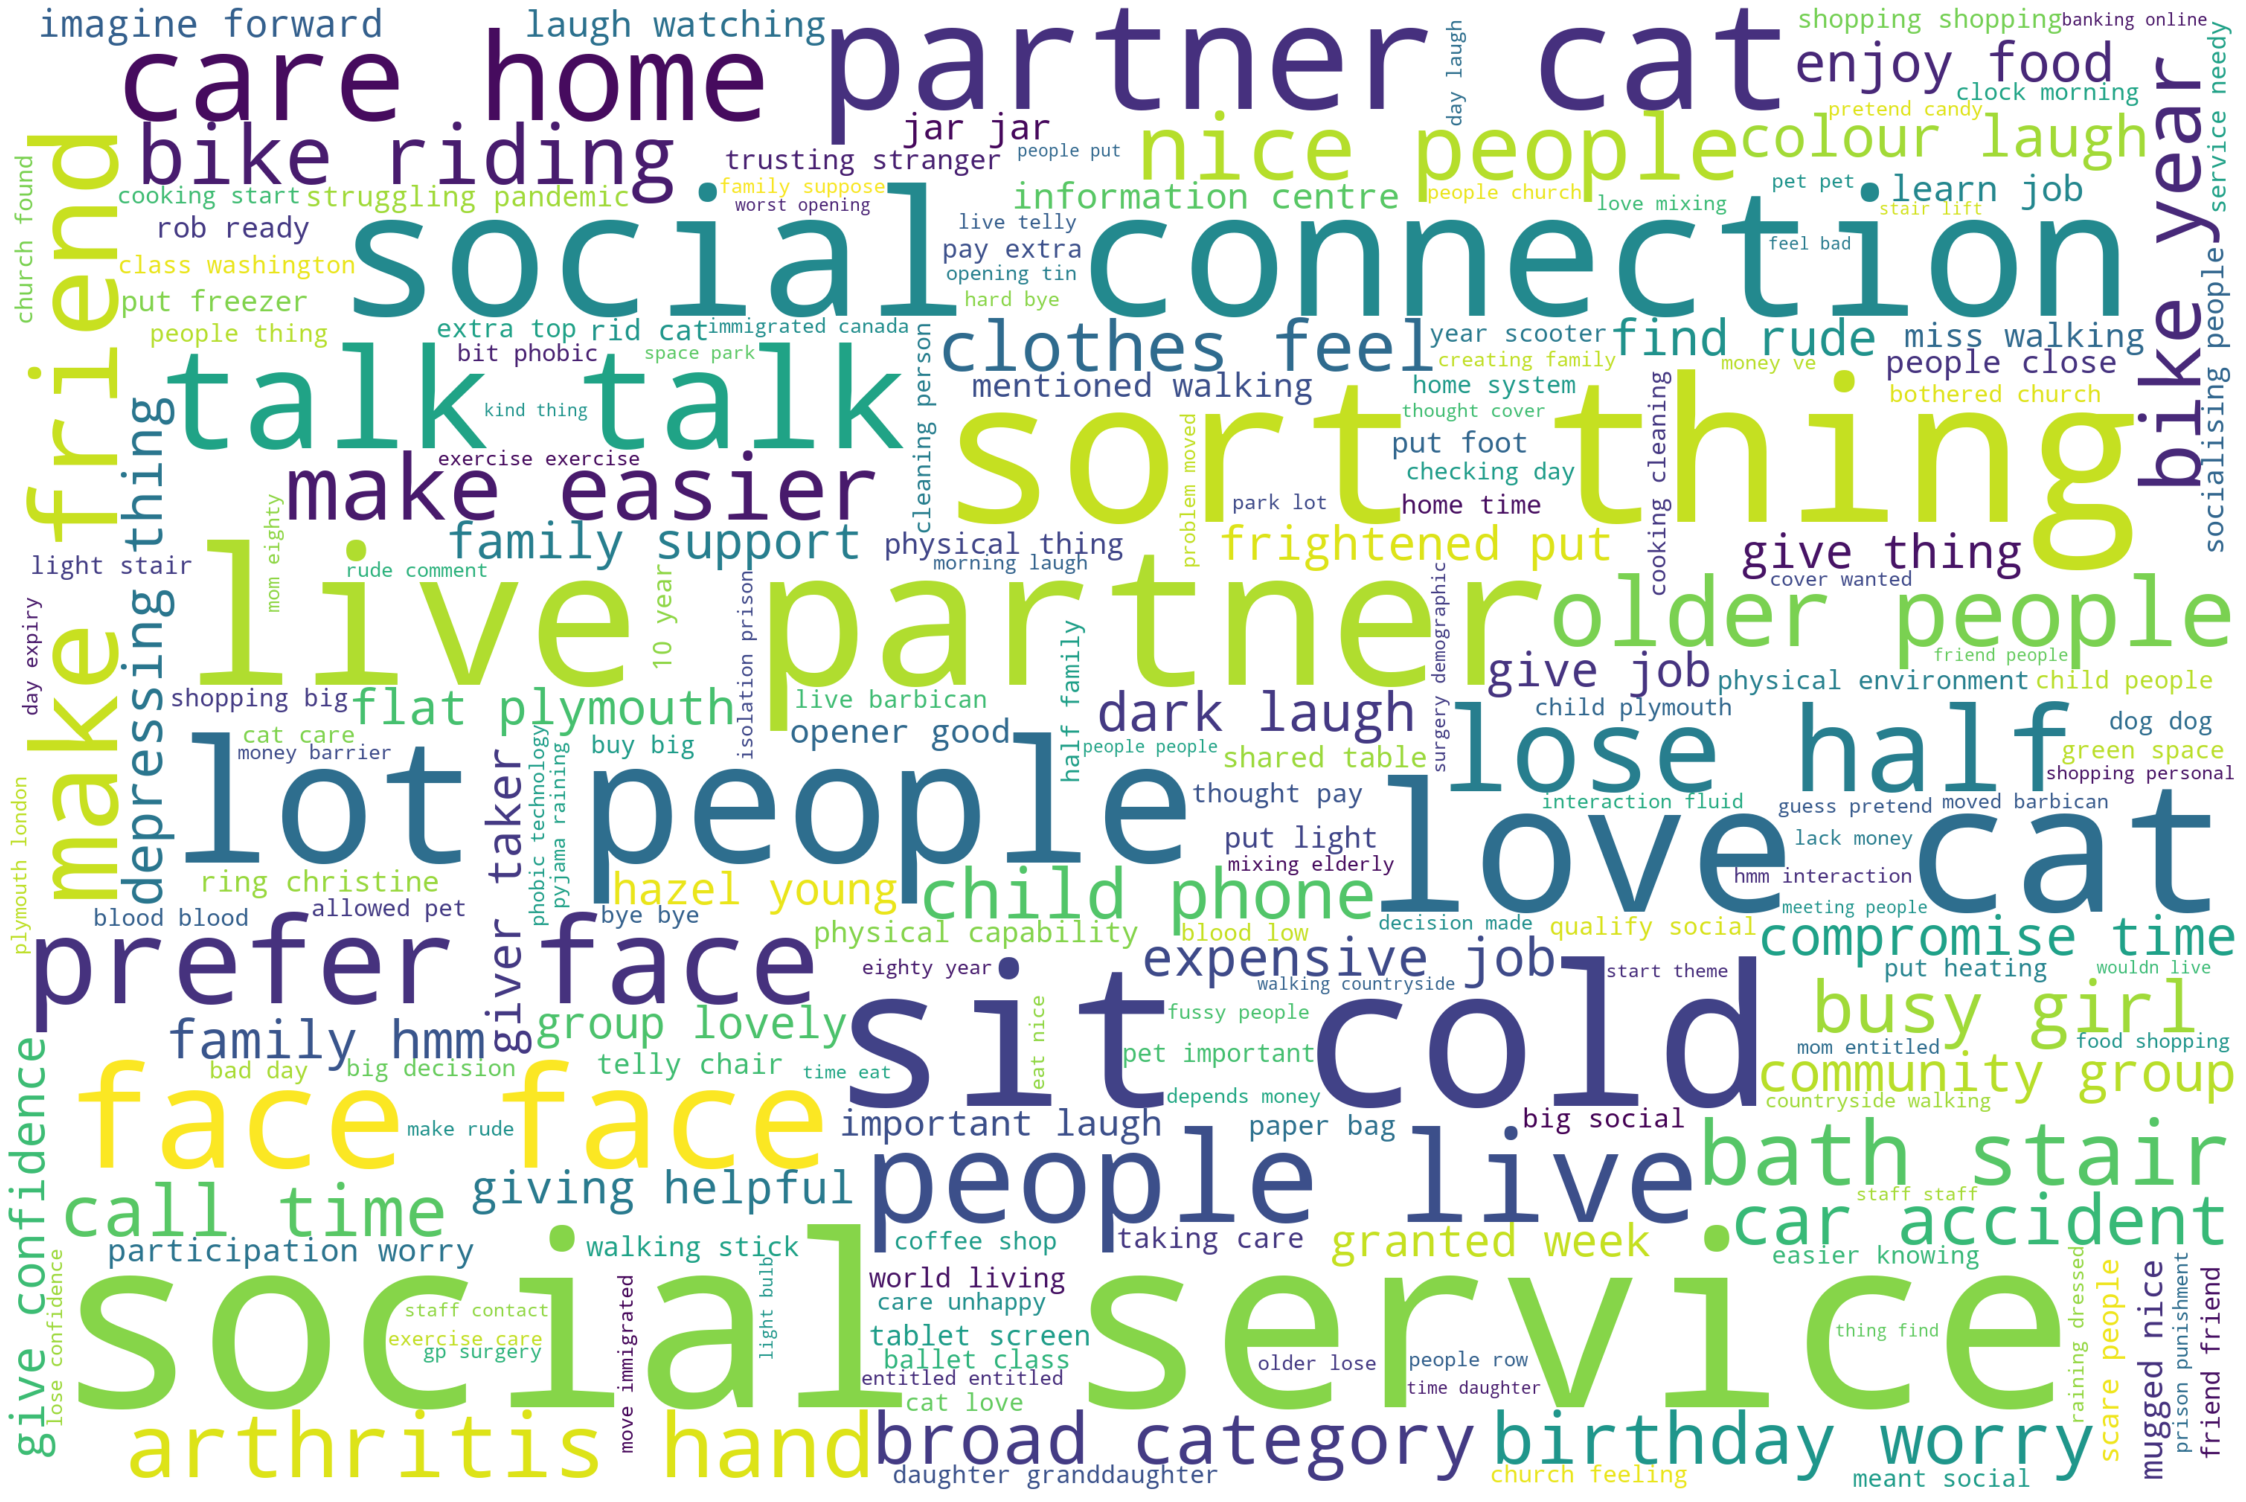 imagine forward
laugh watching
partner cat
shopping shopping
banking online
care home
day laugh
enjoy food
service needy
clock morning
pretend candy
bike year
jar jar
nice people
colour laugh
bike riding
trusting stranger
people put
make friend
church found
cooking start
struggling pandemic
family suppose
worst opening
information centre
people church
love mixing
pet pet
learn job
stair lift
rob ready
social connection
live telly
pay extra
feel bad
class washington
opening tin
put freezer
hard bye
people thing
extra top
rid cat
immigrated canada
clothes feel
year scooter
find rude
miss walking
socialising people
bit phobic
space park
creating family
money ve
people close
talk talk
kind thing
cleaning person
mentioned walking
home system
bothered church
thought cover
cooking cleaning
sort thing
depressing thing
put foot
make easier
exercise exercise
checking day
problem moved
park lot
home time
mom eighty
family support
physical thing
frightened put
give thing
light stair
rude comment
morning laugh
cover wanted
live partner
10 year
isolation prison
surgery demographic
older people
day expiry
half family
friend people
give job
physical environment
child people
shopping big
flat plymouth
live barbican
dark laugh
child plymouth
dog dog
cat care
phobic technology
pyjama raining
buy big
opener good
people people
shared table
lose half
green space
money barrier
giver taker
shopping personal
lot people
plymouth london
thought pay
love cat
interaction fluid
guess pretend
moved barbican
put light
lack money
mixing elderly
ring christine
hazel young
child phone
hmm interaction
blood blood
allowed pet
bye bye
decision made
qualify social
meeting people
prefer face
physical capability
blood low
compromise time
eighty year
expensive job
start theme
put heating
wouldn live
walking countryside
sit cold
family hmm
group lovely
eat nice
fussy people
busy girl
give confidence
bad day
big decision
telly chair
time eat
pet important
mom entitled
food shopping
face face
depends money
community group
countryside walking
make rude
important laugh
paper bag
big social
bath stair
giving helpful
people live
call time
staff staff
car accident
participation worry
walking stick
coffee shop
taking care
granted week
easier knowing
lose confidence
social service
move immigrated
light bulb
world living
care unhappy
raining dressed
scare people
mugged nice
prison punishment
friend friend
staff contact
exercise care
gp surgery
tablet screen
thing find
ballet class
older lose
people row
entitled entitled
time daughter
cat love
arthritis hand
broad category
birthday worry
daughter granddaughter
church feeling
meant social